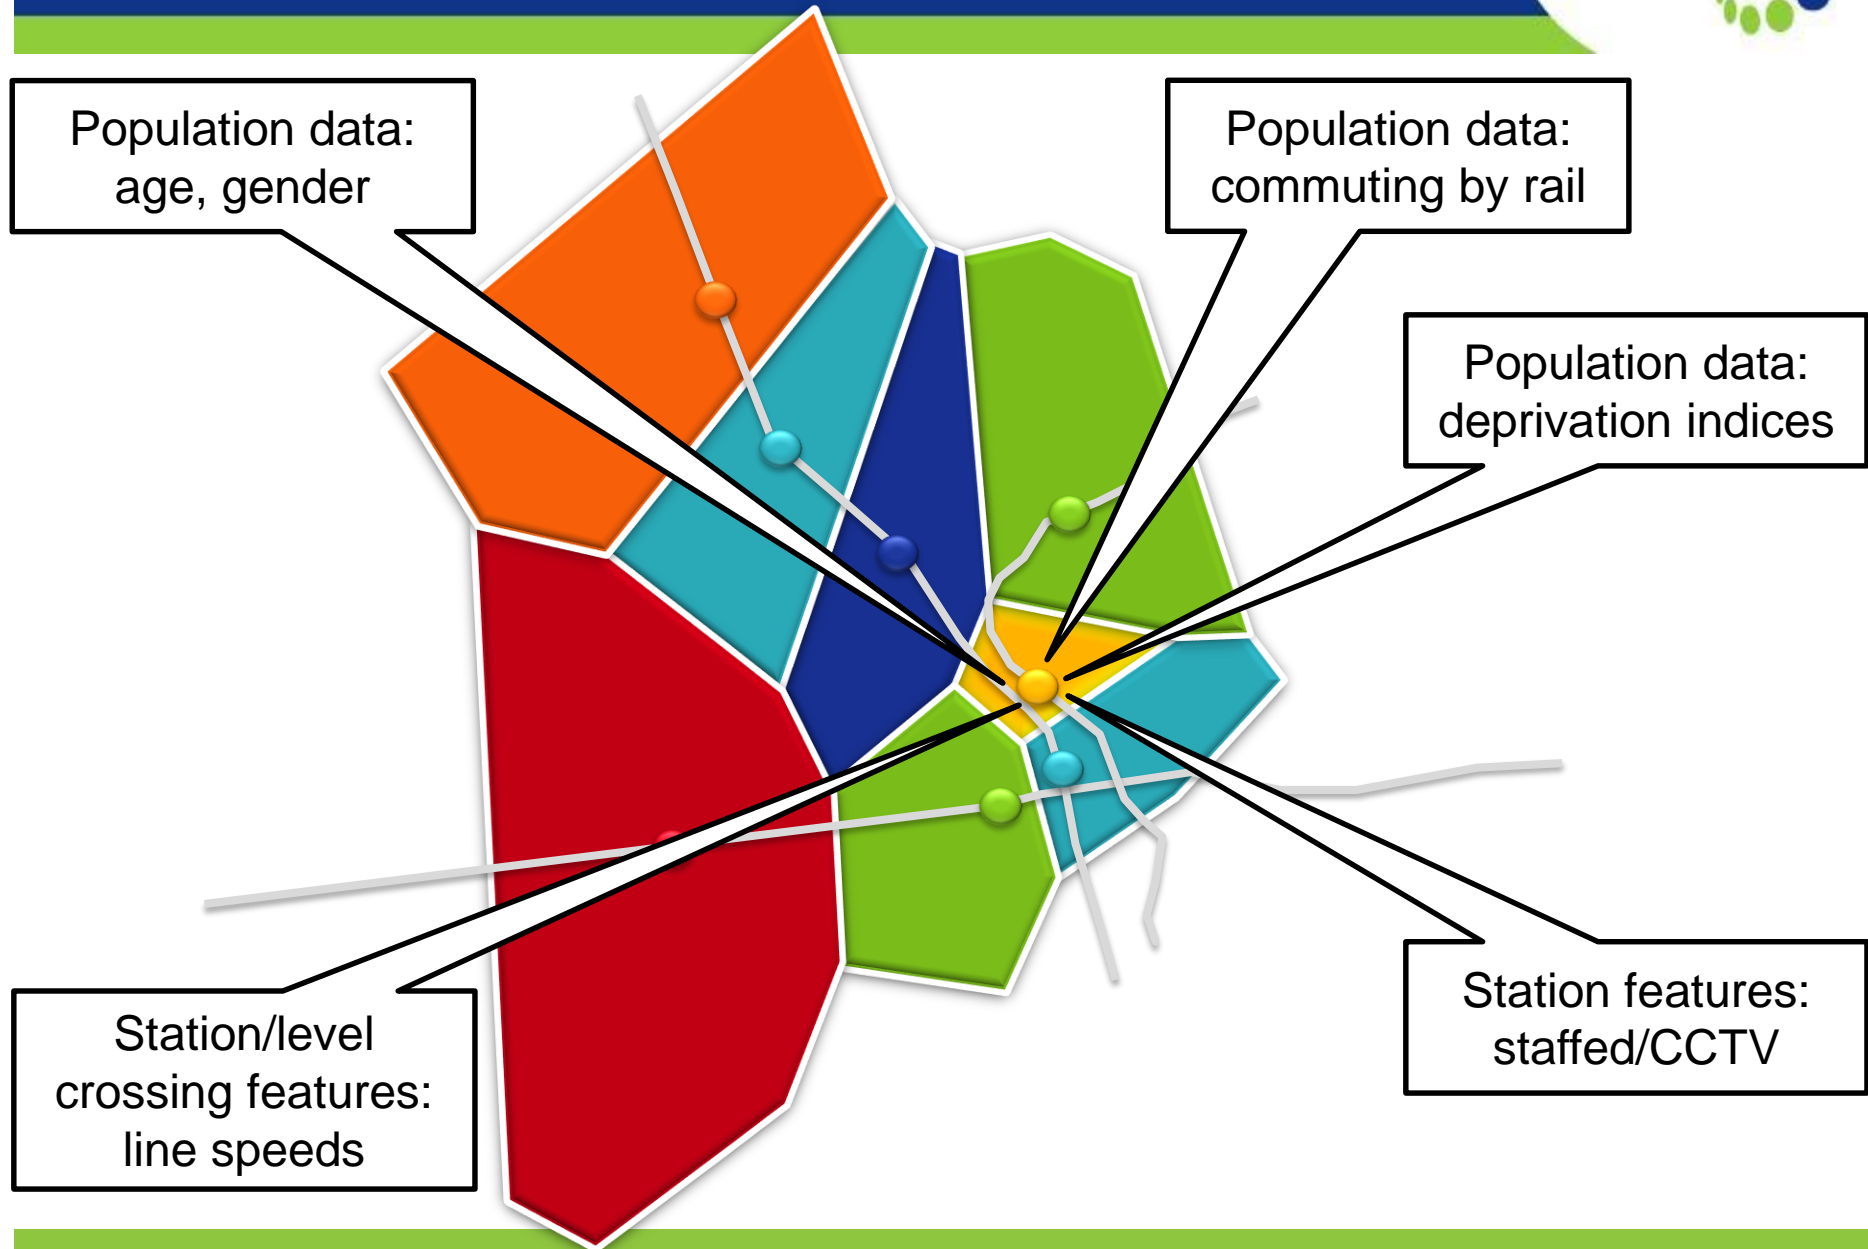 Population data:
age, gender
Population data:
commuting by rail
Population data:
deprivation indices
Station/level
crossing features:
line speeds
Station features:
staffed/CCTV